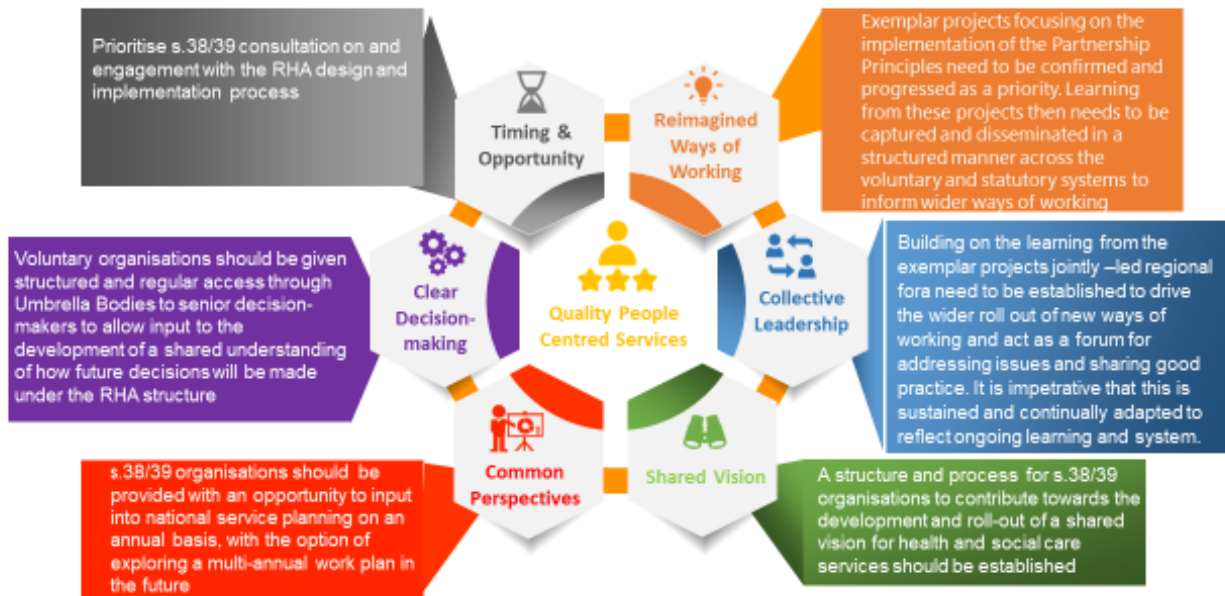 Prioritise s.38/39 consultation on and
engagement with the RHA design and
implementation process
Timing &
Opportunity
Reimagined
Ways of
Working
Exemplar projects focusing on the
implementation of the Partnership
Principles need to be confirmed and
progressed as a priority. Learning
from these projects then needs to be
captured and disseminated in a
structured manner across the
voluntary and statutory systems to
inform wider ways of working
Voluntary organisations should be given
structured and regular access through
Umbrella Bodies to senior decision-
makers to allow input to the
development of a shared understanding
of how future decisions will be made
under the RHA structure
Clear
Decision-
making
Quality People
Centred Services
Collective
Leadership
Building on the learning from the
exemplar projects jointly –led regional
fora need to be established to drive
the wider roll out of new ways of
working and act as a forum for
addressing issues and sharing good
practice. It is impetrative that this is
sustained and continually adapted to
reflect ongoing learning and system.
s.38/39 organisations should be
provided with an opportunity to input
into national service planning on an
annual basis, with the option of
exploring a multi-annual work plan in
the future
Common
Perspectives
Shared Vision
A structure and process for s.38/39
organisations to contribute towards the
development and roll-out of a shared
vision for health and social care
services should be established